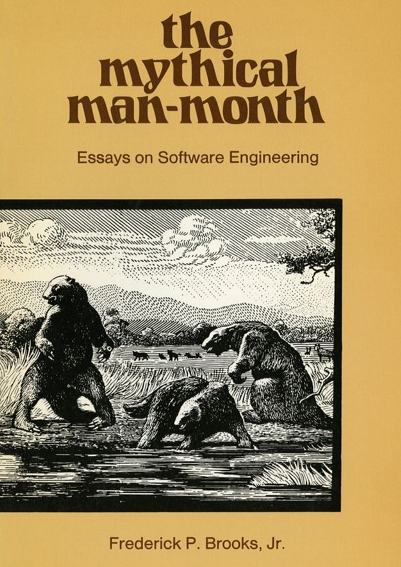 the
mythical
man-month
Essays on Software Engineering
Frederick P. Brooks, Jr.